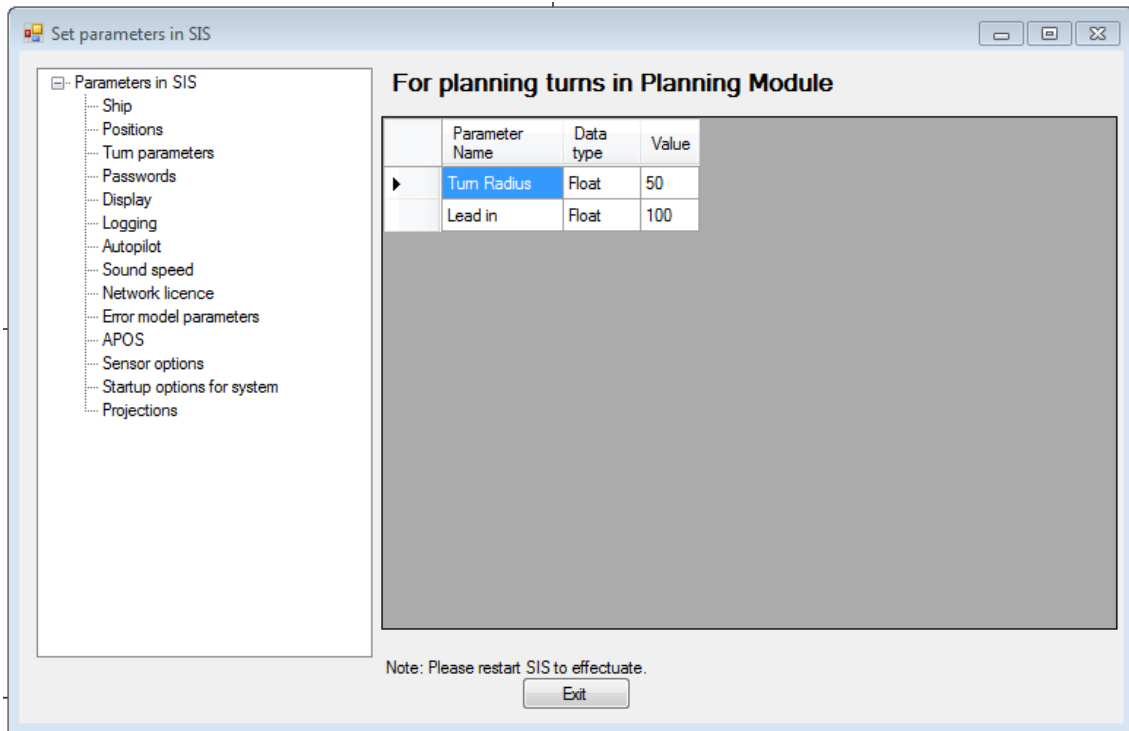 Set parameters in SIS
Parameters in SIS
Ship
Positions
Turn parameters
Passwords
Display
Logging
Autopilot
Sound speed
Network licence
Error model parameters
APOS
Sensor options
Startup options for system
Projections
For planning turns in Planning Module
Parameter Name Data type Value
Turn Radius Float 50
Lead in Float 100
Note: Please restart SIS to effectuate.
Exit